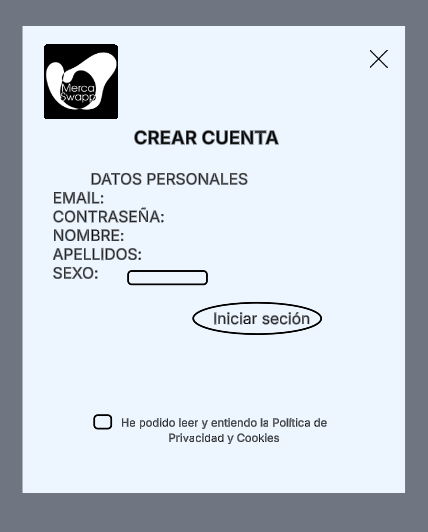 Merca
Swapp
CREAR CUENTA
DATOS PERSONALES
EMAIL:
CONTRASEÑA:
NOMBRE:
APELLIDOS:
SEXO:
Iniciar seción
He podido leer y entiendo la Política de
Privacidad y Cookies